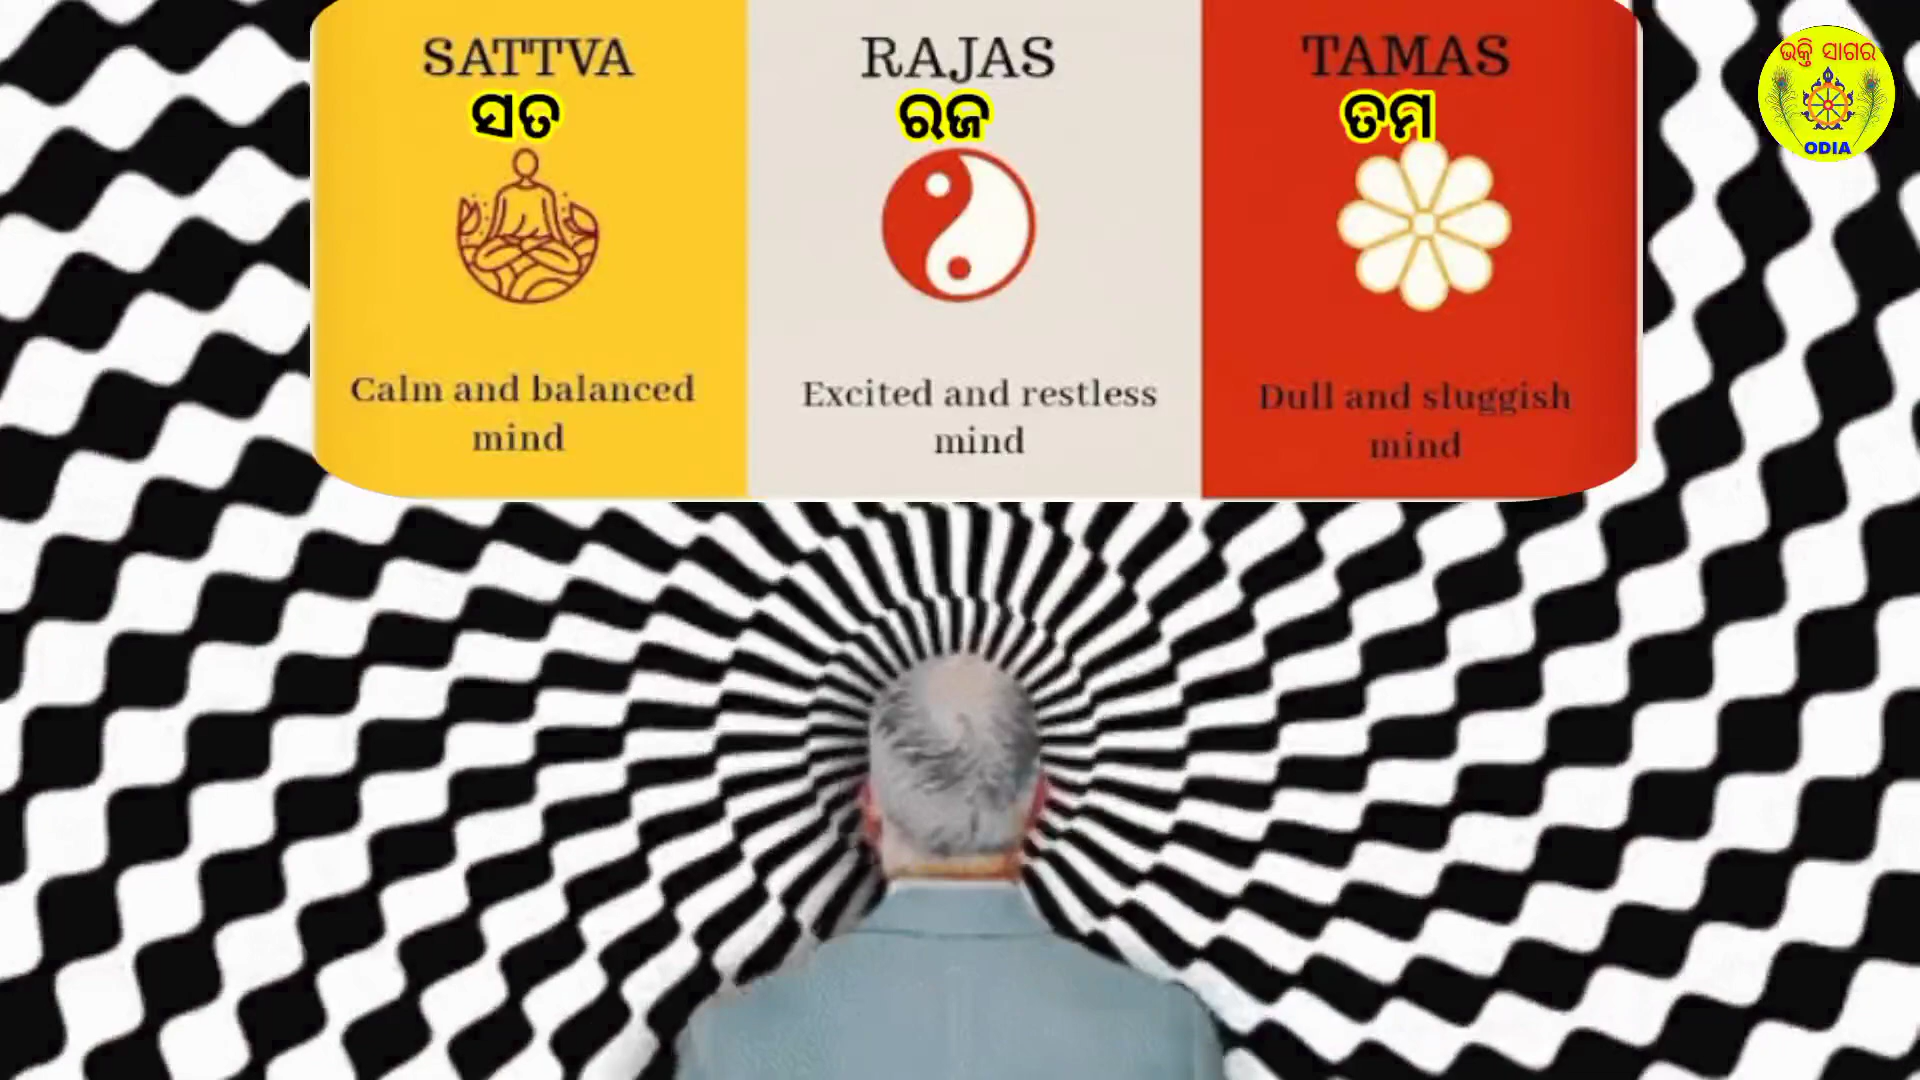 SATTVA
ସତ
Calm and balanced
mind
RAJAS
ରଜ
Excited and restless
mind
TAMAS
ତମ
Dull and sluggish
mind
ଭକ୍ତି ସାଗର
ODIA